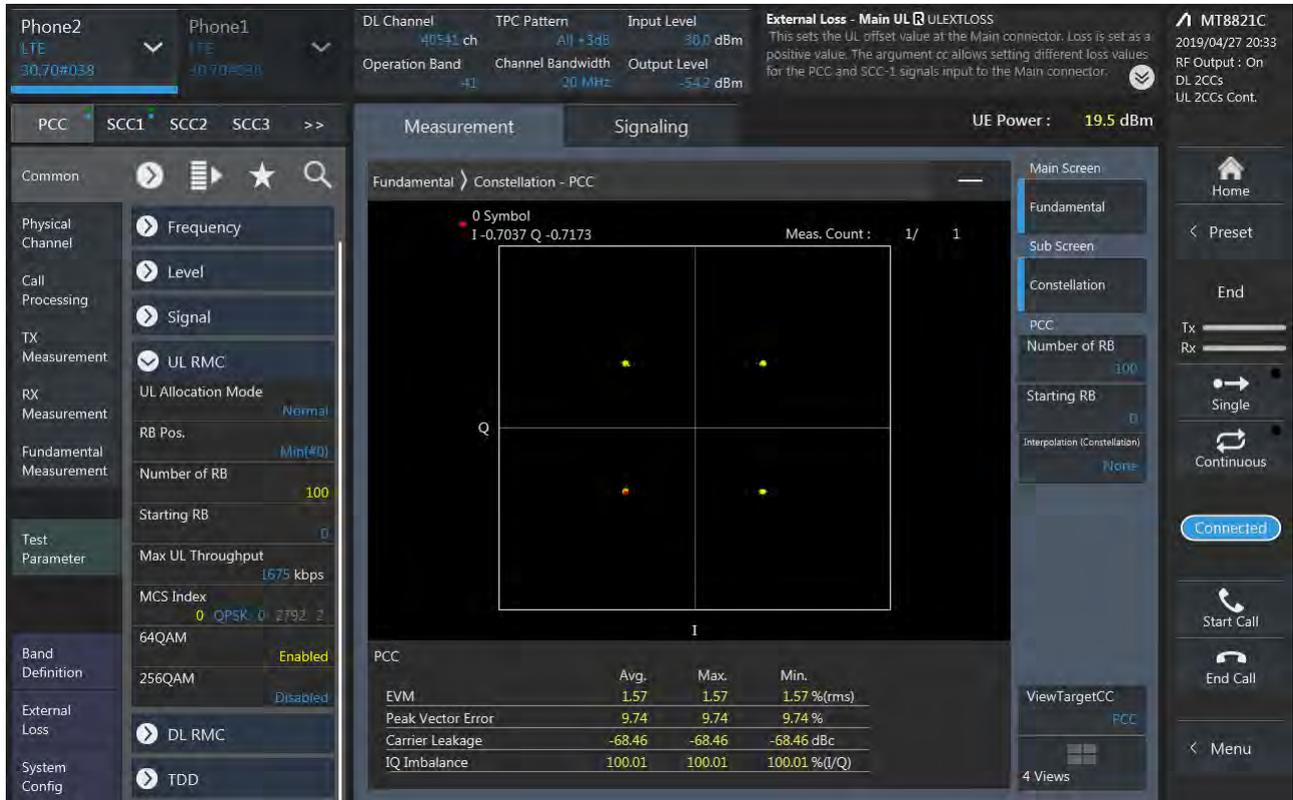 Phone2
LTE
30.70#038
Phone1
LTE
30.70#038
DL Channel
40541 ch
TPC Pattern
All +3dB
Input Level
30.0 dBm
Operation Band
41
Channel Bandwidth
20 MHz
Output Level
-54.2 dBm
External Loss - Main UL R ULEXTLOSS
This sets the UL offset value at the Main connector. Loss is set as a
positive value. The argument cc allows setting different loss values
for the PCC and SCC-1 signals input to the Main connector.
MT8821C
2019/04/27 20:33
RF Output : On
DL 2CCs
UL 2CCs Cont.
PCC SCC1 SCC2 SCC3 >>
Measurement
Signaling
UE Power : 19.5 dBm
Common
Physical
Channel
Call
Processing
TX
Measurement
RX
Measurement
Fundamental
Measurement
Test
Parameter
Band
Definition
External
Loss
System
Config
Frequency
Level
Signal
UL RMC
UL Allocation Mode
Normal
RB Pos.
Min(#0)
Number of RB
100
Starting RB
0
Max UL Throughput
1675 kbps
MCS Index
0 QPSK 0 2792 2
64QAM
Enabled
256QAM
Disabled
DL RMC
TDD
Fundamental 〉 Constellation - PCC
0 Symbol
I -0.7037 Q -0.7173
Meas. Count : 1/ 1
Q
I
PCC
Avg. Max. Min.
EVM 1.57 1.57 1.57 %(rms)
Peak Vector Error 9.74 9.74 9.74 %
Carrier Leakage -68.46 -68.46 -68.46 dBc
IQ Imbalance 100.01 100.01 100.01 %(I/Q)
Main Screen
Fundamental
Sub Screen
Constellation
PCC
Number of RB
100
Starting RB
0
Interpolation (Constellation)
None
ViewTargetCC
PCC
4 Views
Home
< Preset
End
Tx
Rx
Single
Continuous
Connected
Start Call
End Call
< Menu